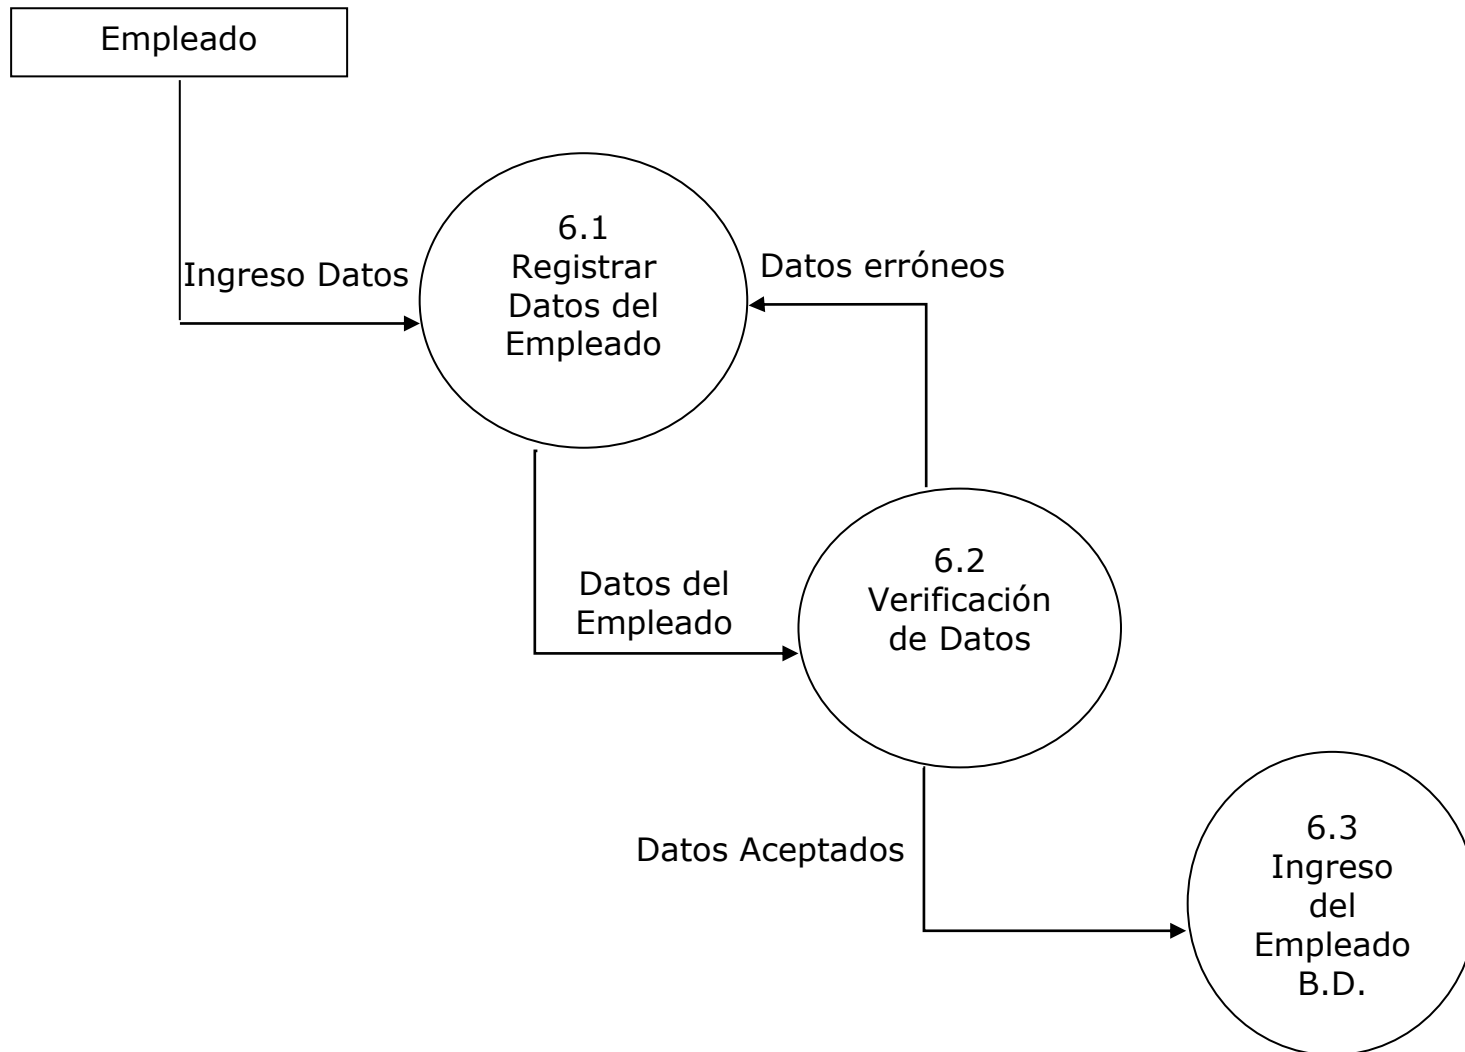 Empleado
6.1
Registrar
Datos del
Empleado
Ingreso Datos
Datos erróneos
6.2
Verificación
de Datos
Datos del
Empleado
Datos Aceptados
6.3
Ingreso
del
Empleado
B.D.